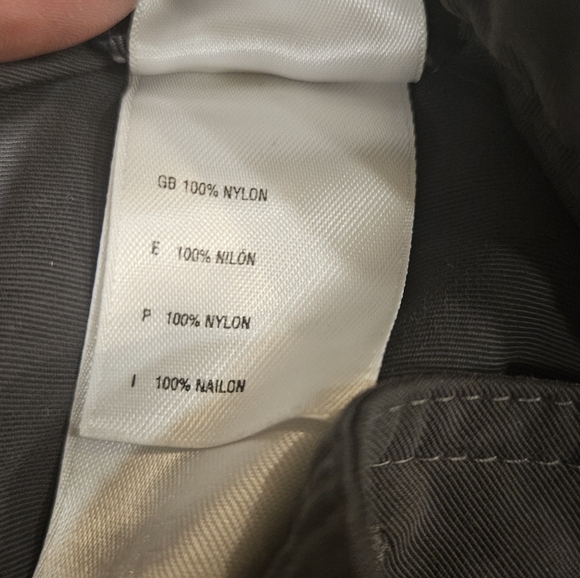 GB 100% NYLON
E 100% NILÓN
P 100% NYLON
I 100% NAILON